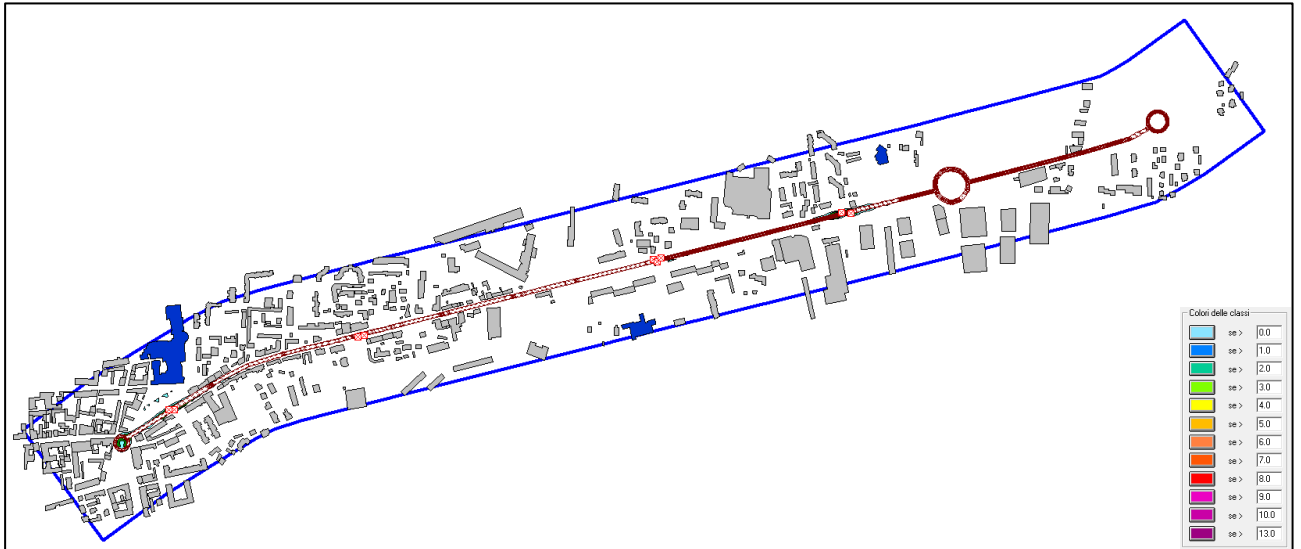 Colori delle classi
se > 0.0
se > 1.0
se > 2.0
se > 3.0
se > 4.0
se > 5.0
se > 6.0
se > 7.0
se > 8.0
se > 9.0
se > 10.0
se > 13.0